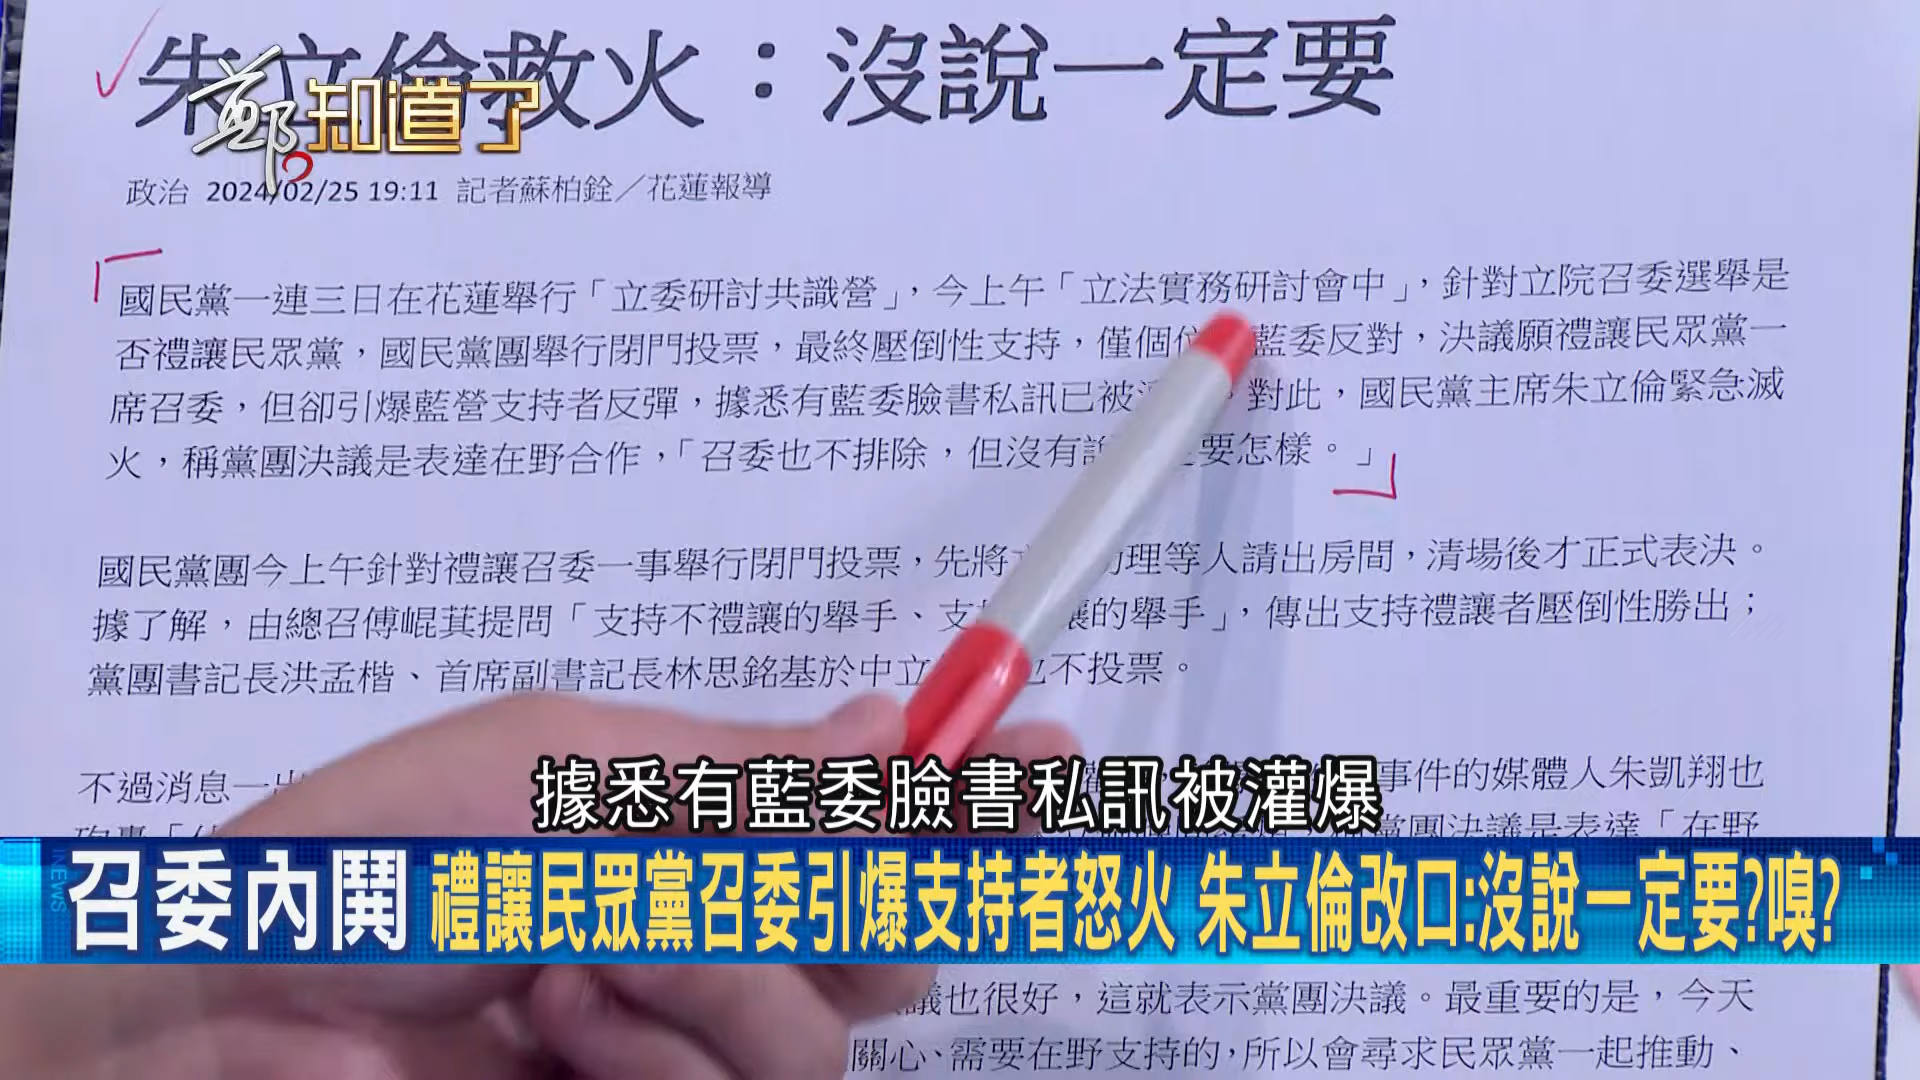 朱立倫救火：沒說一定要
鄭知道了
政治 2024/02/25 19:11 記者蘇柏銓／花蓮報導
國民黨一連三日在花蓮舉行「立委研討共識營」，今上午「立法實務研討會中」，針對立院召委選舉是
否禮讓民眾黨，國民黨團舉行閉門投票，最終壓倒性支持，僅個位 藍委反對，決議願禮讓民眾黨一
席召委，但卻引爆藍營支持者反彈，據悉有藍委臉書私訊已被 對此，國民黨主席朱立倫緊急滅
火，稱黨團決議是表達在野合作，「召委也不排除，但沒有說 要怎樣。」
國民黨團今上午針對禮讓召委一事舉行閉門投票，先將 助理等人請出房間，清場後才正式表決。
據了解，由總召傅崐萁提問「支持不禮讓的舉手、支 讓的舉手」，傳出支持禮讓者壓倒性勝出；
黨團書記長洪孟楷、首席副書記長林思銘基於中立 也不投票。
不過消息一出 事件的媒體人朱凱翔也
據悉有藍委臉書私訊被灌爆
黨團決議是表達「在野
INEWS
召委內鬨 禮讓民眾黨召委引爆支持者怒火 朱立倫改口:沒說一定要?嗅?
議也很好，這就表示黨團決議。最重要的是，今天
關心、需要在野支持的，所以會尋求民眾黨一起推動、